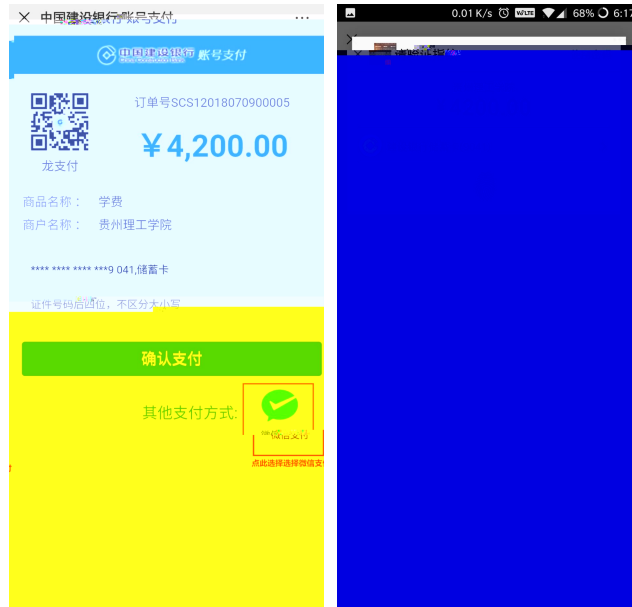 中国建设银行 账号支付
中国建设银行 账号支付
订单号SCS12018070900005
¥4,200.00
龙支付
商品名称： 学费
商户名称： 贵州理工学院
**** **** **** ***9 041,储蓄卡
证件号码后四位，不区分大小写
确认支付
其他支付方式:
微信支付
点此选择选择微信支
0.01 K/s
68%
6:17
请验证指